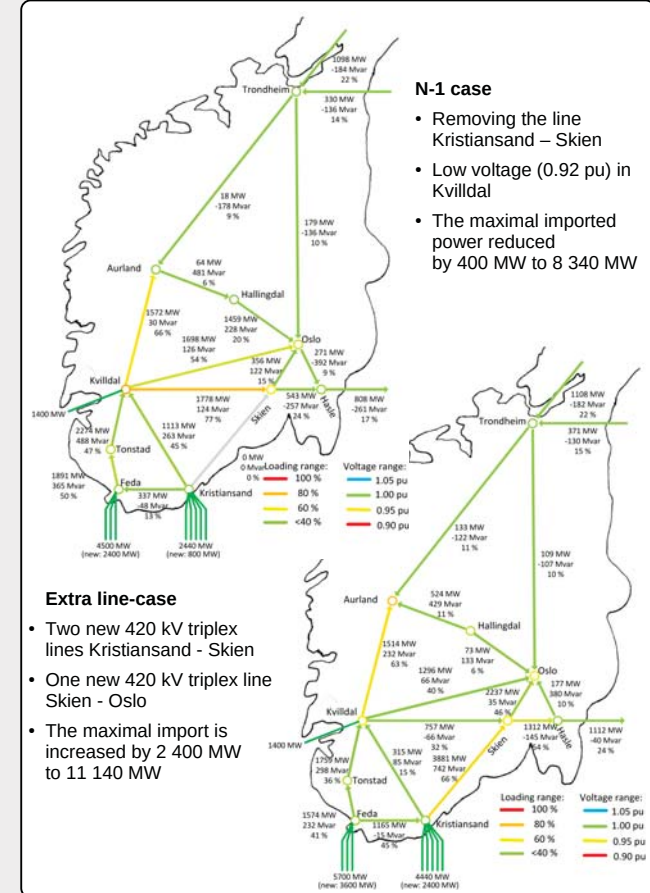 1098 MW
-184 Mvar
22 %
Trondheim
330 MW
-136 Mvar
14 %
N-1 case
• Removing the line
Kristiansand – Skien
• Low voltage (0.92 pu) in
Kvilldal
• The maximal imported
power reduced
by 400 MW to 8 340 MW
18 MW
-178 Mvar
9 %
179 MW
-136 Mvar
10 %
Aurland
64 MW
481 Mvar
6 %
Hallingdal
1572 MW
30 Mvar
66 %
1459 MW
228 Mvar
20 %
1698 MW
126 Mvar
54 %
Oslo
356 MW
122 Mvar
15 %
271 MW
-392 Mvar
9 %
Kvilldal
1400 MW
1778 MW
124 Mvar
77 %
Skien
543 MW
-257 Mvar
24 %
Hasle
808 MW
-261 Mvar
17 %
2274 MW
488 Mvar
47 %
1113 MW
263 Mvar
45 %
Tonstad
0 MW
0 Mvar
0 %
1891 MW
365 Mvar
50 %
Feda
337 MW
-48 Mvar
13 %
Kristiansand
4500 MW
(new: 2400 MW)
2440 MW
(new: 800 MW)
Loading range:
100 %
80 %
60 %
<40 %
Voltage range:
1.05 pu
1.00 pu
0.95 pu
0.90 pu
Extra line-case
• Two new 420 kV triplex
lines Kristiansand - Skien
• One new 420 kV triplex line
Skien - Oslo
• The maximal import is
increased by 2 400 MW
to 11 140 MW
1108 MW
-182 MW
22 %
Trondheim
371 MW
-130 Mvar
15 %
133 MW
-122 Mvar
11 %
109 MW
-107 Mvar
10 %
Aurland
524 MW
429 Mvar
11 %
Hallingdal
1514 MW
232 Mvar
63 %
73 MW
133 Mvar
6 %
1296 MW
66 Mvar
40 %
Oslo
2237 MW
35 Mvar
46 %
177 MW
380 Mvar
10 %
Kvilldal
1400 MW
757 MW
-66 Mvar
32 %
Skien
1312 MW
-145 Mvar
54 %
Hasle
1112 MW
-40 Mvar
24 %
1759 MW
298 Mvar
36 %
315 MW
85 Mvar
15 %
3881 MW
742 Mvar
66 %
Tonstad
1574 MW
232 Mvar
41 %
Feda
1165 MW
-15 Mvar
45 %
Kristiansand
5700 MW
(new: 3600 MW)
4440 MW
(new: 2400 MW)
Loading range:
100 %
80 %
60 %
<40 %
Voltage range:
1.05 pu
1.00 pu
0.95 pu
0.90 pu